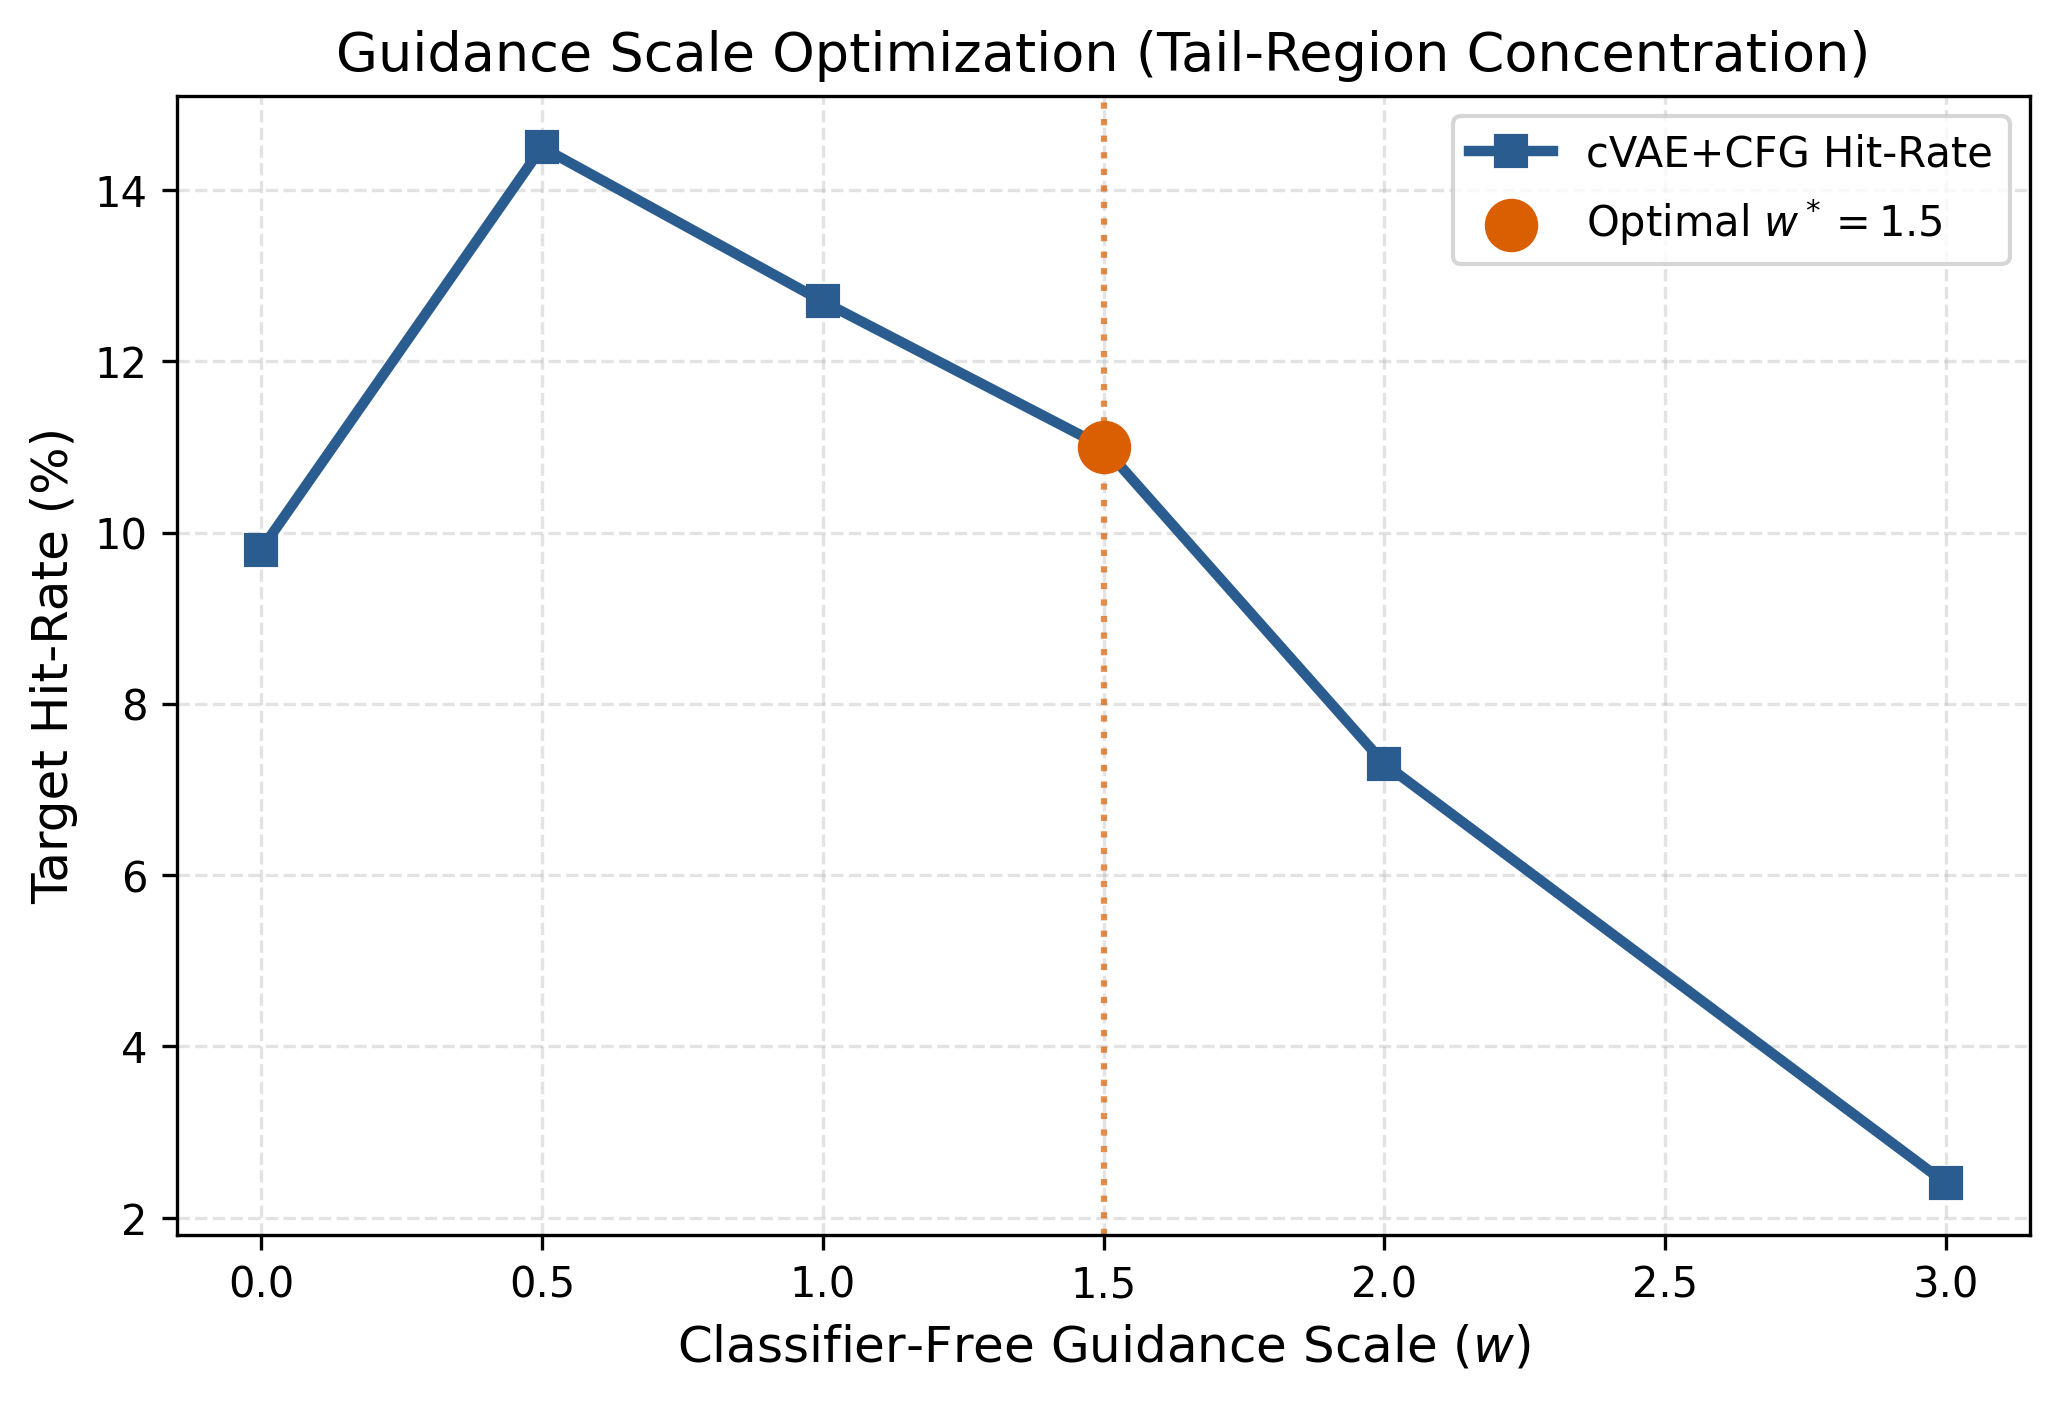 Guidance Scale Optimization (Tail-Region Concentration)
cVAE+CFG Hit-Rate
Optimal w* = 1.5
Target Hit-Rate (%)
14
12
10
8
6
4
2
0.0 0.5 1.0 1.5 2.0 2.5 3.0
Classifier-Free Guidance Scale (w)